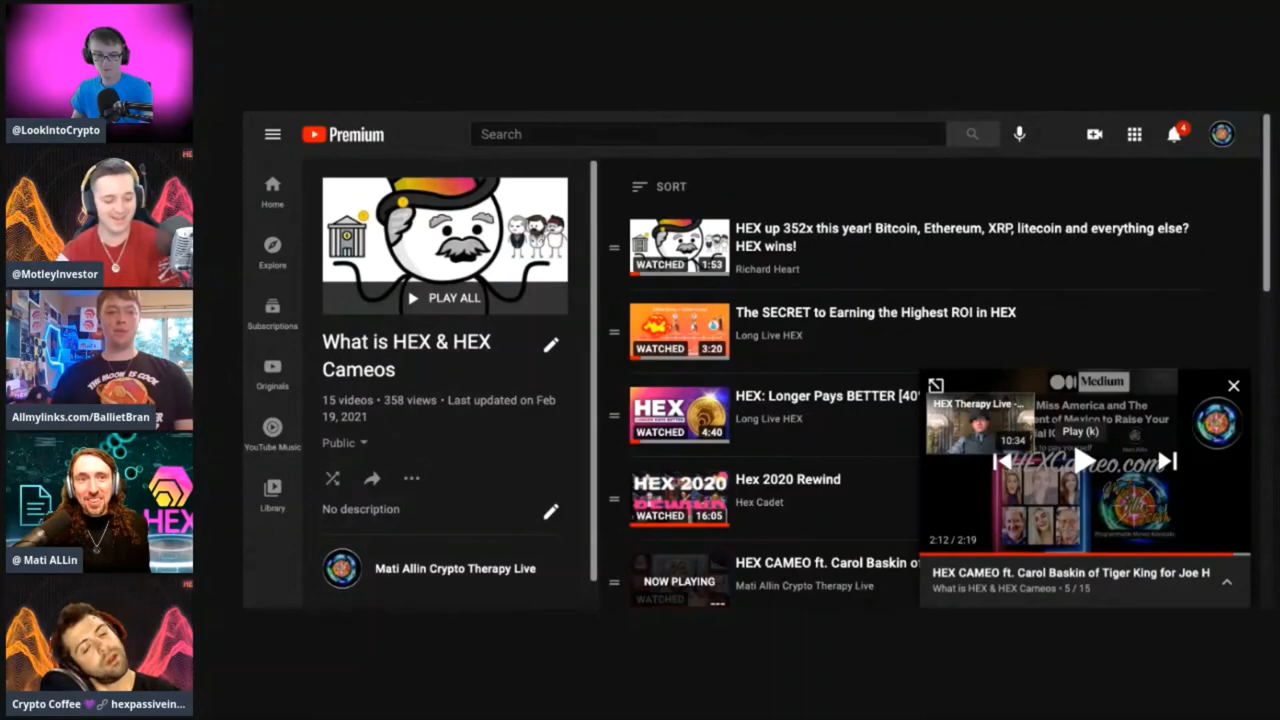 @LookIntoCrypto
@MotleyInvestor
Allmylinks.com/BallietBran
@ Mati ALLin
HEX
Crypto Coffee 💜 🔗 hexpassivein...
Premium
Search
4
Home
Explore
Subscriptions
Originals
YouTube Music
Library
PLAY ALL
What is HEX & HEX
Cameos
15 videos • 358 views • Last updated on Feb
19, 2021
Public
No description
Mati Allin Crypto Therapy Live
SORT
WATCHED 1:53
HEX up 352x this year! Bitcoin, Ethereum, XRP, litecoin and everything else?
HEX wins!
Richard Heart
WATCHED 3:20
The SECRET to Earning the Highest ROI in HEX
Long Live HEX
HEX
WATCHED 4:40
HEX: Longer Pays BETTER [40
Long Live HEX
HEX 2020
WATCHED 16:05
Hex 2020 Rewind
Hex Cadet
NOW PLAYING
WATCHED
HEX CAMEO ft. Carol Baskin o
Mati Allin Crypto Therapy Live
Medium
HEX Therapy Live -...
Miss America and The
ent of Mexico to Raise Your
10:34
Play (k)
HEXCameo.com
2:12 / 2:19
HEX CAMEO ft. Carol Baskin of Tiger King for Joe H
What is HEX & HEX Cameos • 5 / 15